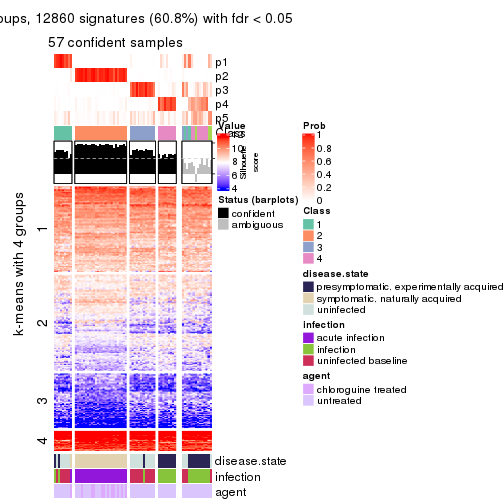 oups, 12860 signatures (60.8%) with fdr < 0.05
57 confident samples
p1
p2
p3
p4
p5
Class
Value
12
10
8
6
4
Silhouette
score
Prob
1
0.8
0.6
0.4
0.2
0
Status (barplots)
confident
ambiguous
Class
1
2
3
4
disease.state
presymptomatic. experimentally acquired
symptomatic. naturally acquired
uninfected
infection
acute infection
infection
uninfected baseline
agent
chloroguine treated
untreated
k-means with 4 groups
1
2
3
4
disease.state
infection
agent